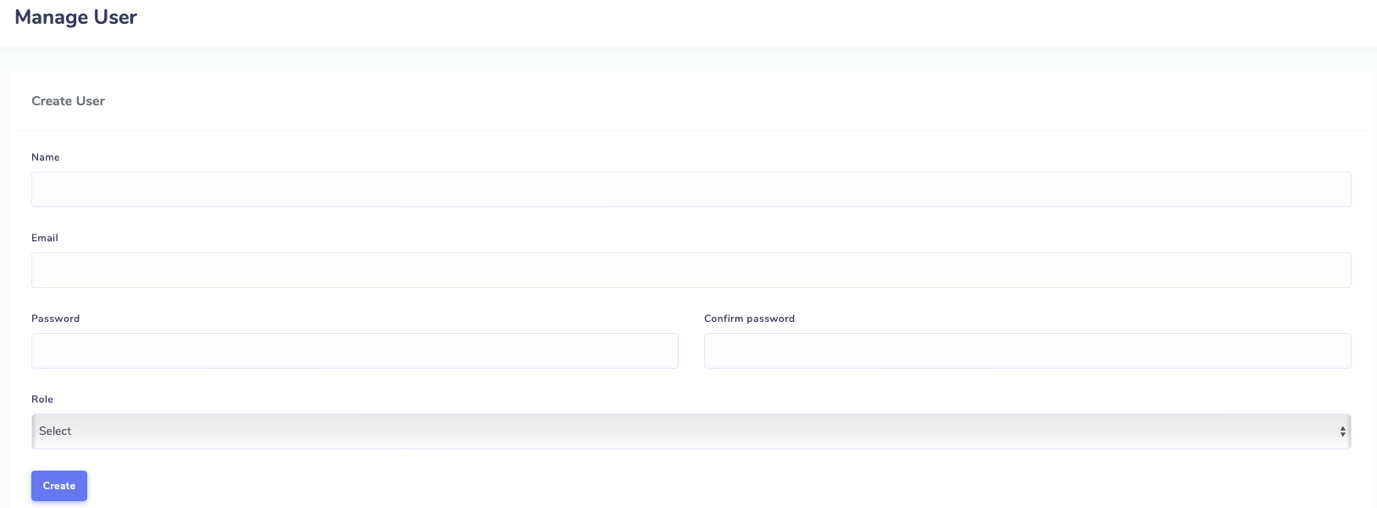 Manage User
Create User
Name
Email
Password
Confirm password
Role
Select
Create